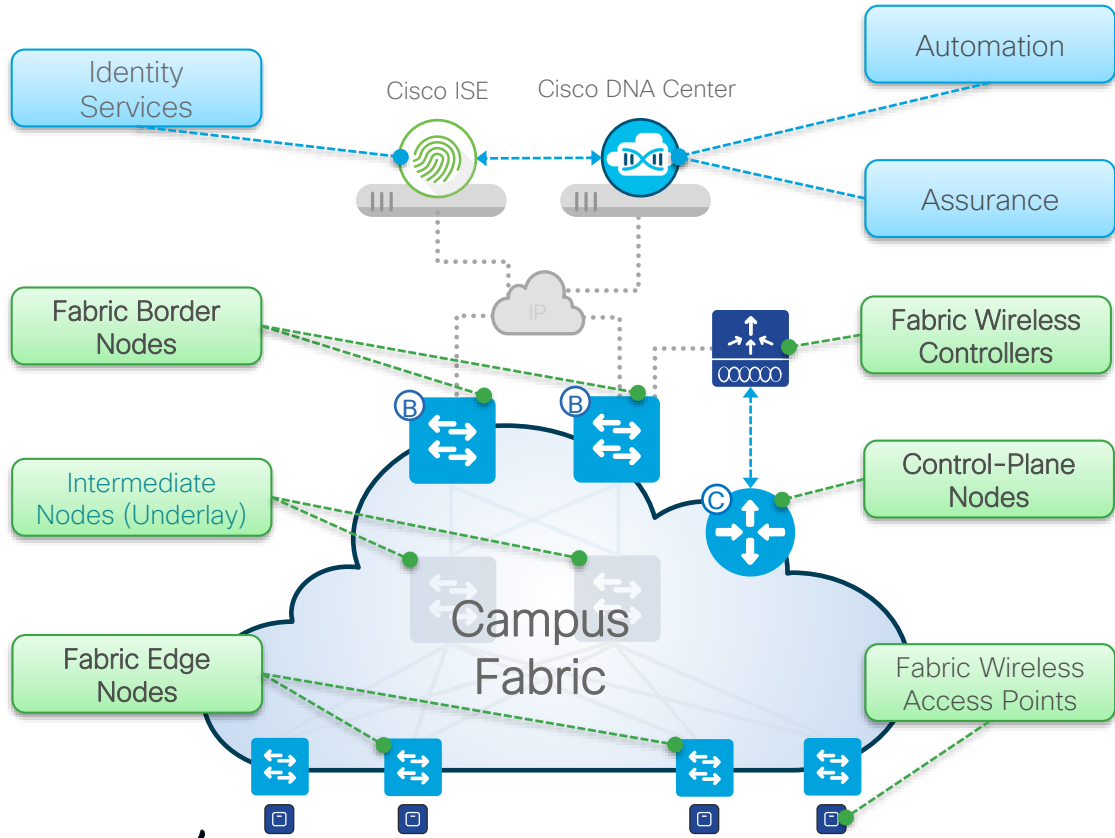 Identity
Services
Cisco ISE
Cisco DNA Center
Automation
Assurance
IP
Fabric Border
Nodes
Fabric Wireless
Controllers
B
B
Intermediate
Nodes (Underlay)
Control-Plane
Nodes
C
Campus
Fabric
Fabric Edge
Nodes
Fabric Wireless
Access Points